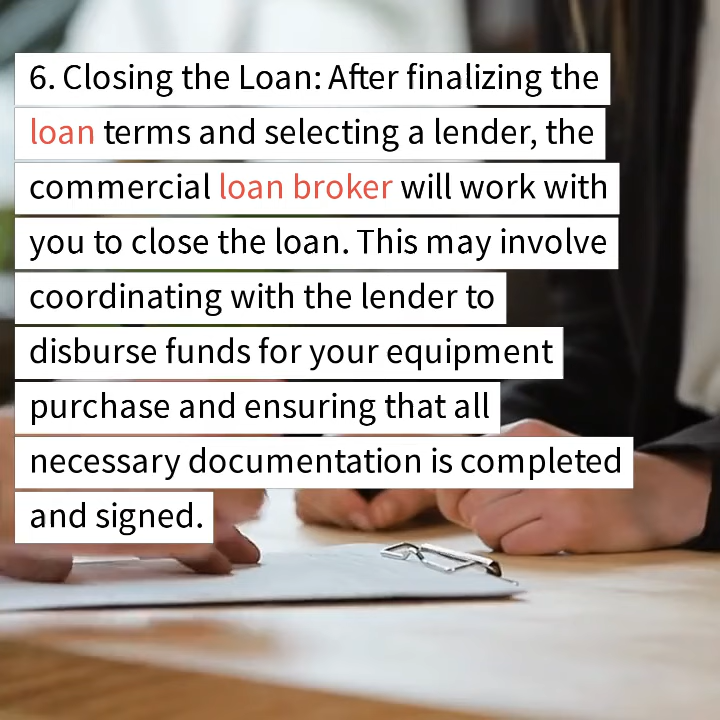 6. Closing the Loan: After finalizing the
loan terms and selecting a lender, the
commercial loan broker will work with
you to close the loan. This may involve
coordinating with the lender to
disburse funds for your equipment
purchase and ensuring that all
necessary documentation is completed
and signed.